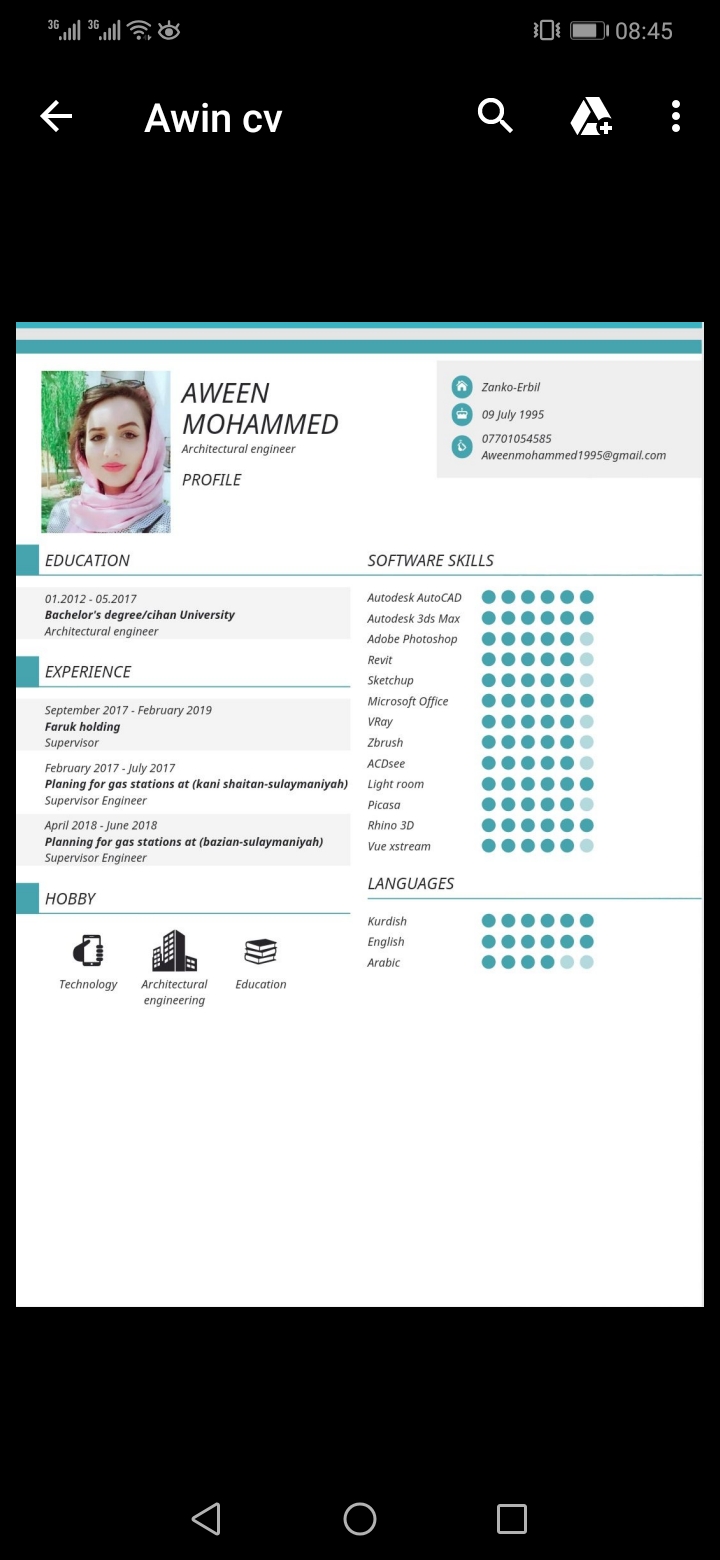 3G 3G 08:45
Awin cv
AWEEN
MOHAMMED
Architectural engineer
PROFILE
Zanko-Erbil
09 July 1995
07701054585
Aweenmohammed1995@gmail.com
EDUCATION
01.2012 - 05.2017
Bachelor's degree/cihan University
Architectural engineer
EXPERIENCE
September 2017 - February 2019
Faruk holding
Supervisor
February 2017 - July 2017
Planing for gas stations at (kani shaitan-sulaymaniyah)
Supervisor Engineer
April 2018 - June 2018
Planning for gas stations at (bazian-sulaymaniyah)
Supervisor Engineer
HOBBY
Technology
Architectural
engineering
Education
SOFTWARE SKILLS
Autodesk AutoCAD
Autodesk 3ds Max
Adobe Photoshop
Revit
Sketchup
Microsoft Office
VRay
Zbrush
ACDsee
Light room
Picasa
Rhino 3D
Vue xstream
LANGUAGES
Kurdish
English
Arabic